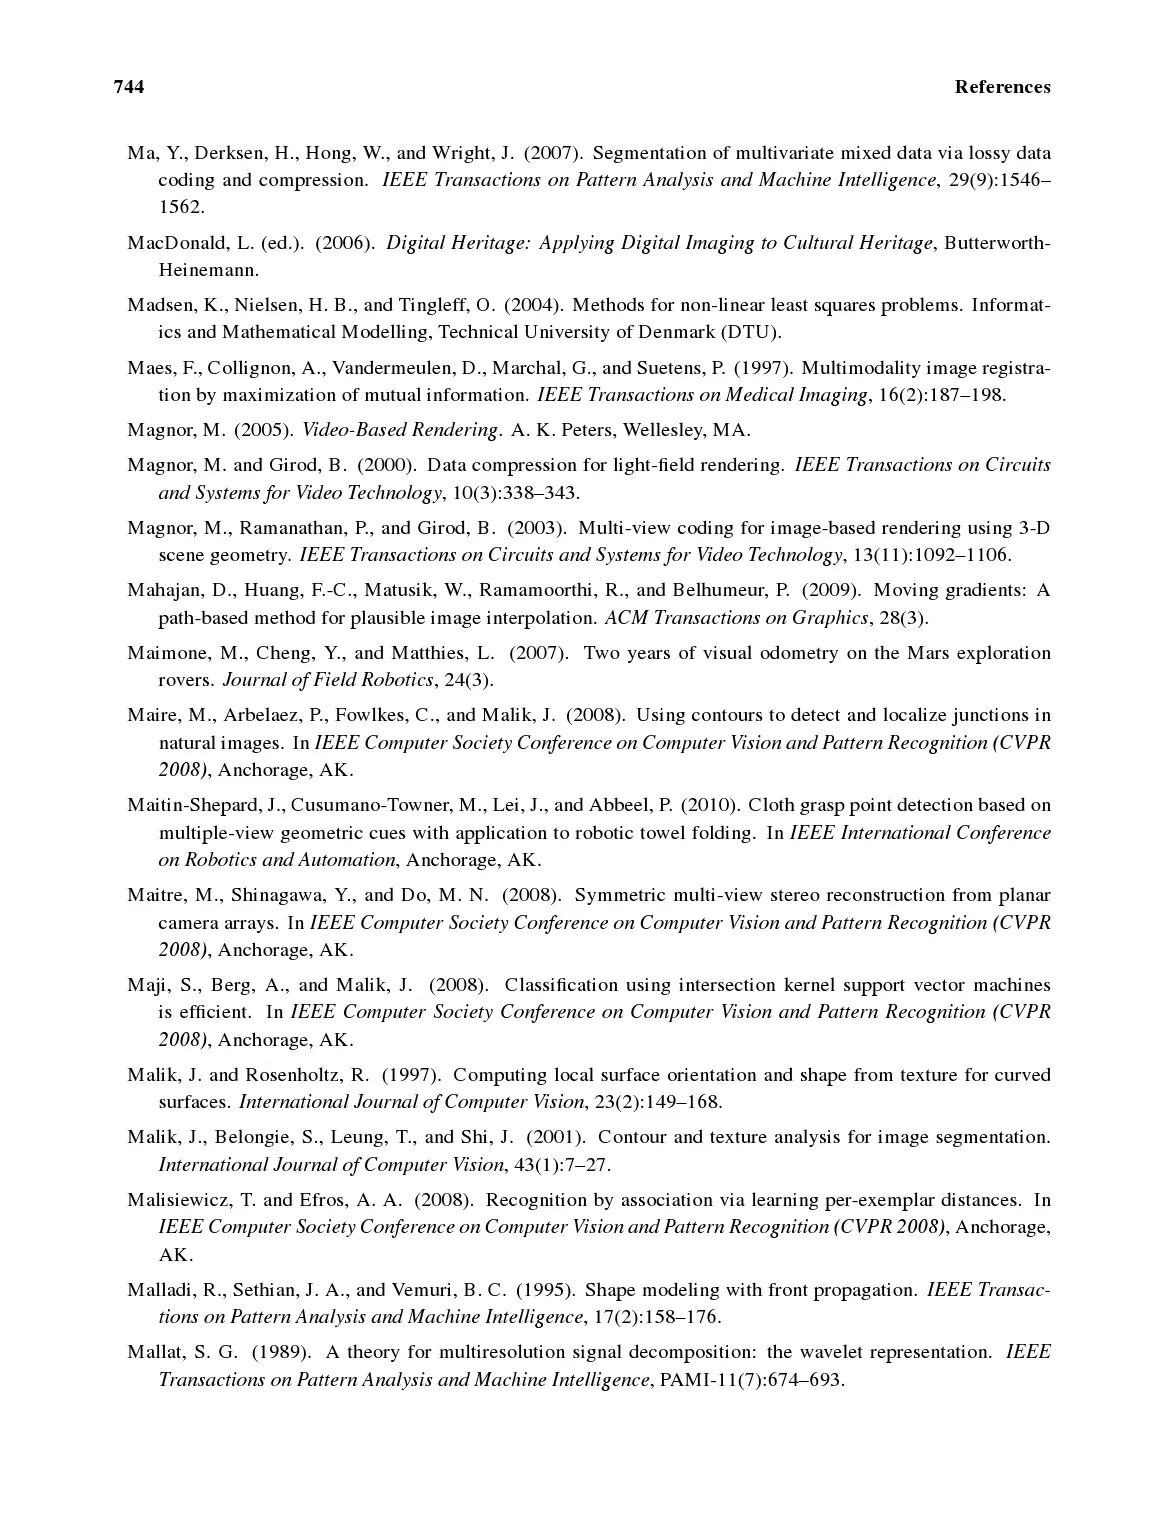 744 References
Ma, Y., Derksen, H., Hong, W., and Wright, J. (2007). Segmentation of multivariate mixed data via lossy data
coding and compression. IEEE Transactions on Pattern Analysis and Machine Intelligence, 29(9):1546–
1562.
MacDonald, L. (ed.). (2006). Digital Heritage: Applying Digital Imaging to Cultural Heritage, Butterworth-
Heinemann.
Madsen, K., Nielsen, H. B., and Tingleff, O. (2004). Methods for non-linear least squares problems. Informat-
ics and Mathematical Modelling, Technical University of Denmark (DTU).
Maes, F., Collignon, A., Vandermeulen, D., Marchal, G., and Suetens, P. (1997). Multimodality image registra-
tion by maximization of mutual information. IEEE Transactions on Medical Imaging, 16(2):187–198.
Magnor, M. (2005). Video-Based Rendering. A. K. Peters, Wellesley, MA.
Magnor, M. and Girod, B. (2000). Data compression for light-field rendering. IEEE Transactions on Circuits
and Systems for Video Technology, 10(3):338–343.
Magnor, M., Ramanathan, P., and Girod, B. (2003). Multi-view coding for image-based rendering using 3-D
scene geometry. IEEE Transactions on Circuits and Systems for Video Technology, 13(11):1092–1106.
Mahajan, D., Huang, F.-C., Matusik, W., Ramamoorthi, R., and Belhumeur, P. (2009). Moving gradients: A
path-based method for plausible image interpolation. ACM Transactions on Graphics, 28(3).
Maimone, M., Cheng, Y., and Matthies, L. (2007). Two years of visual odometry on the Mars exploration
rovers. Journal of Field Robotics, 24(3).
Maire, M., Arbelaez, P., Fowlkes, C., and Malik, J. (2008). Using contours to detect and localize junctions in
natural images. In IEEE Computer Society Conference on Computer Vision and Pattern Recognition (CVPR
2008), Anchorage, AK.
Maitin-Shepard, J., Cusumano-Towner, M., Lei, J., and Abbeel, P. (2010). Cloth grasp point detection based on
multiple-view geometric cues with application to robotic towel folding. In IEEE International Conference
on Robotics and Automation, Anchorage, AK.
Maitre, M., Shinagawa, Y., and Do, M. N. (2008). Symmetric multi-view stereo reconstruction from planar
camera arrays. In IEEE Computer Society Conference on Computer Vision and Pattern Recognition (CVPR
2008), Anchorage, AK.
Maji, S., Berg, A., and Malik, J. (2008). Classification using intersection kernel support vector machines
is efficient. In IEEE Computer Society Conference on Computer Vision and Pattern Recognition (CVPR
2008), Anchorage, AK.
Malik, J. and Rosenholtz, R. (1997). Computing local surface orientation and shape from texture for curved
surfaces. International Journal of Computer Vision, 23(2):149–168.
Malik, J., Belongie, S., Leung, T., and Shi, J. (2001). Contour and texture analysis for image segmentation.
International Journal of Computer Vision, 43(1):7–27.
Malisiewicz, T. and Efros, A. A. (2008). Recognition by association via learning per-exemplar distances. In
IEEE Computer Society Conference on Computer Vision and Pattern Recognition (CVPR 2008), Anchorage,
AK.
Malladi, R., Sethian, J. A., and Vemuri, B. C. (1995). Shape modeling with front propagation. IEEE Transac-
tions on Pattern Analysis and Machine Intelligence, 17(2):158–176.
Mallat, S. G. (1989). A theory for multiresolution signal decomposition: the wavelet representation. IEEE
Transactions on Pattern Analysis and Machine Intelligence, PAMI-11(7):674–693.